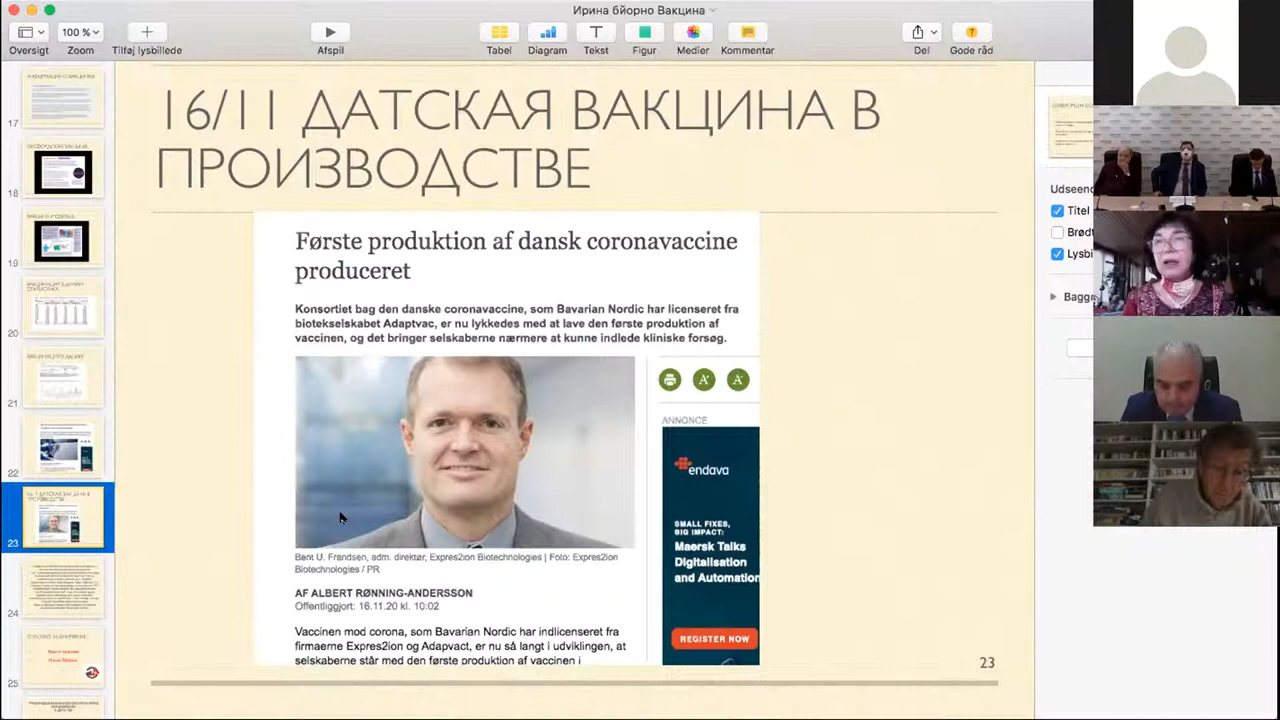 Ирина бйорно Вакцина
100 %
Oversigt
Zoom
Tilføj lysbillede
Afspil
Tabel
Diagram
Tekst
Figur
Medier
Kommentar
Del
Gode råd
17
18
19
20
21
22
23
24
25
16/11 ДАТСКАЯ ВАКЦИНА В
ПРОИЗВОДСТВЕ
Første produktion af dansk coronavaccine
produceret
Konsortiet bag den danske coronavaccine, som Bavarian Nordic har licenseret fra
biotekselskabet Adaptvac, er nu lykkedes med at lave den første produktion af
vaccinen, og det bringer selskaberne nærmere at kunne indlede kliniske forsøg.
A+
A-
ANNONCE
endava
SMALL FIXES,
BIG IMPACT:
Maersk Talks
Digitalisation
and Automation
REGISTER NOW
Bent U. Frandsen, adm. direktør, Expres2ion Biotechnologies | Foto: Expres2ion
Biotechnologies / PR
AF ALBERT RØNNING-ANDERSSON
Offentliggjort: 16.11.20 kl. 10:02
Vaccinen mod corona, som Bavarian Nordic har indlicenseret fra
firmaerne Expres2ion og Adapvact, er nu så langt i udviklingen, at
selskaberne står med den første produktion af vaccinen i
23
Udseen
Titel
Brødt
Lysbi
Bagg